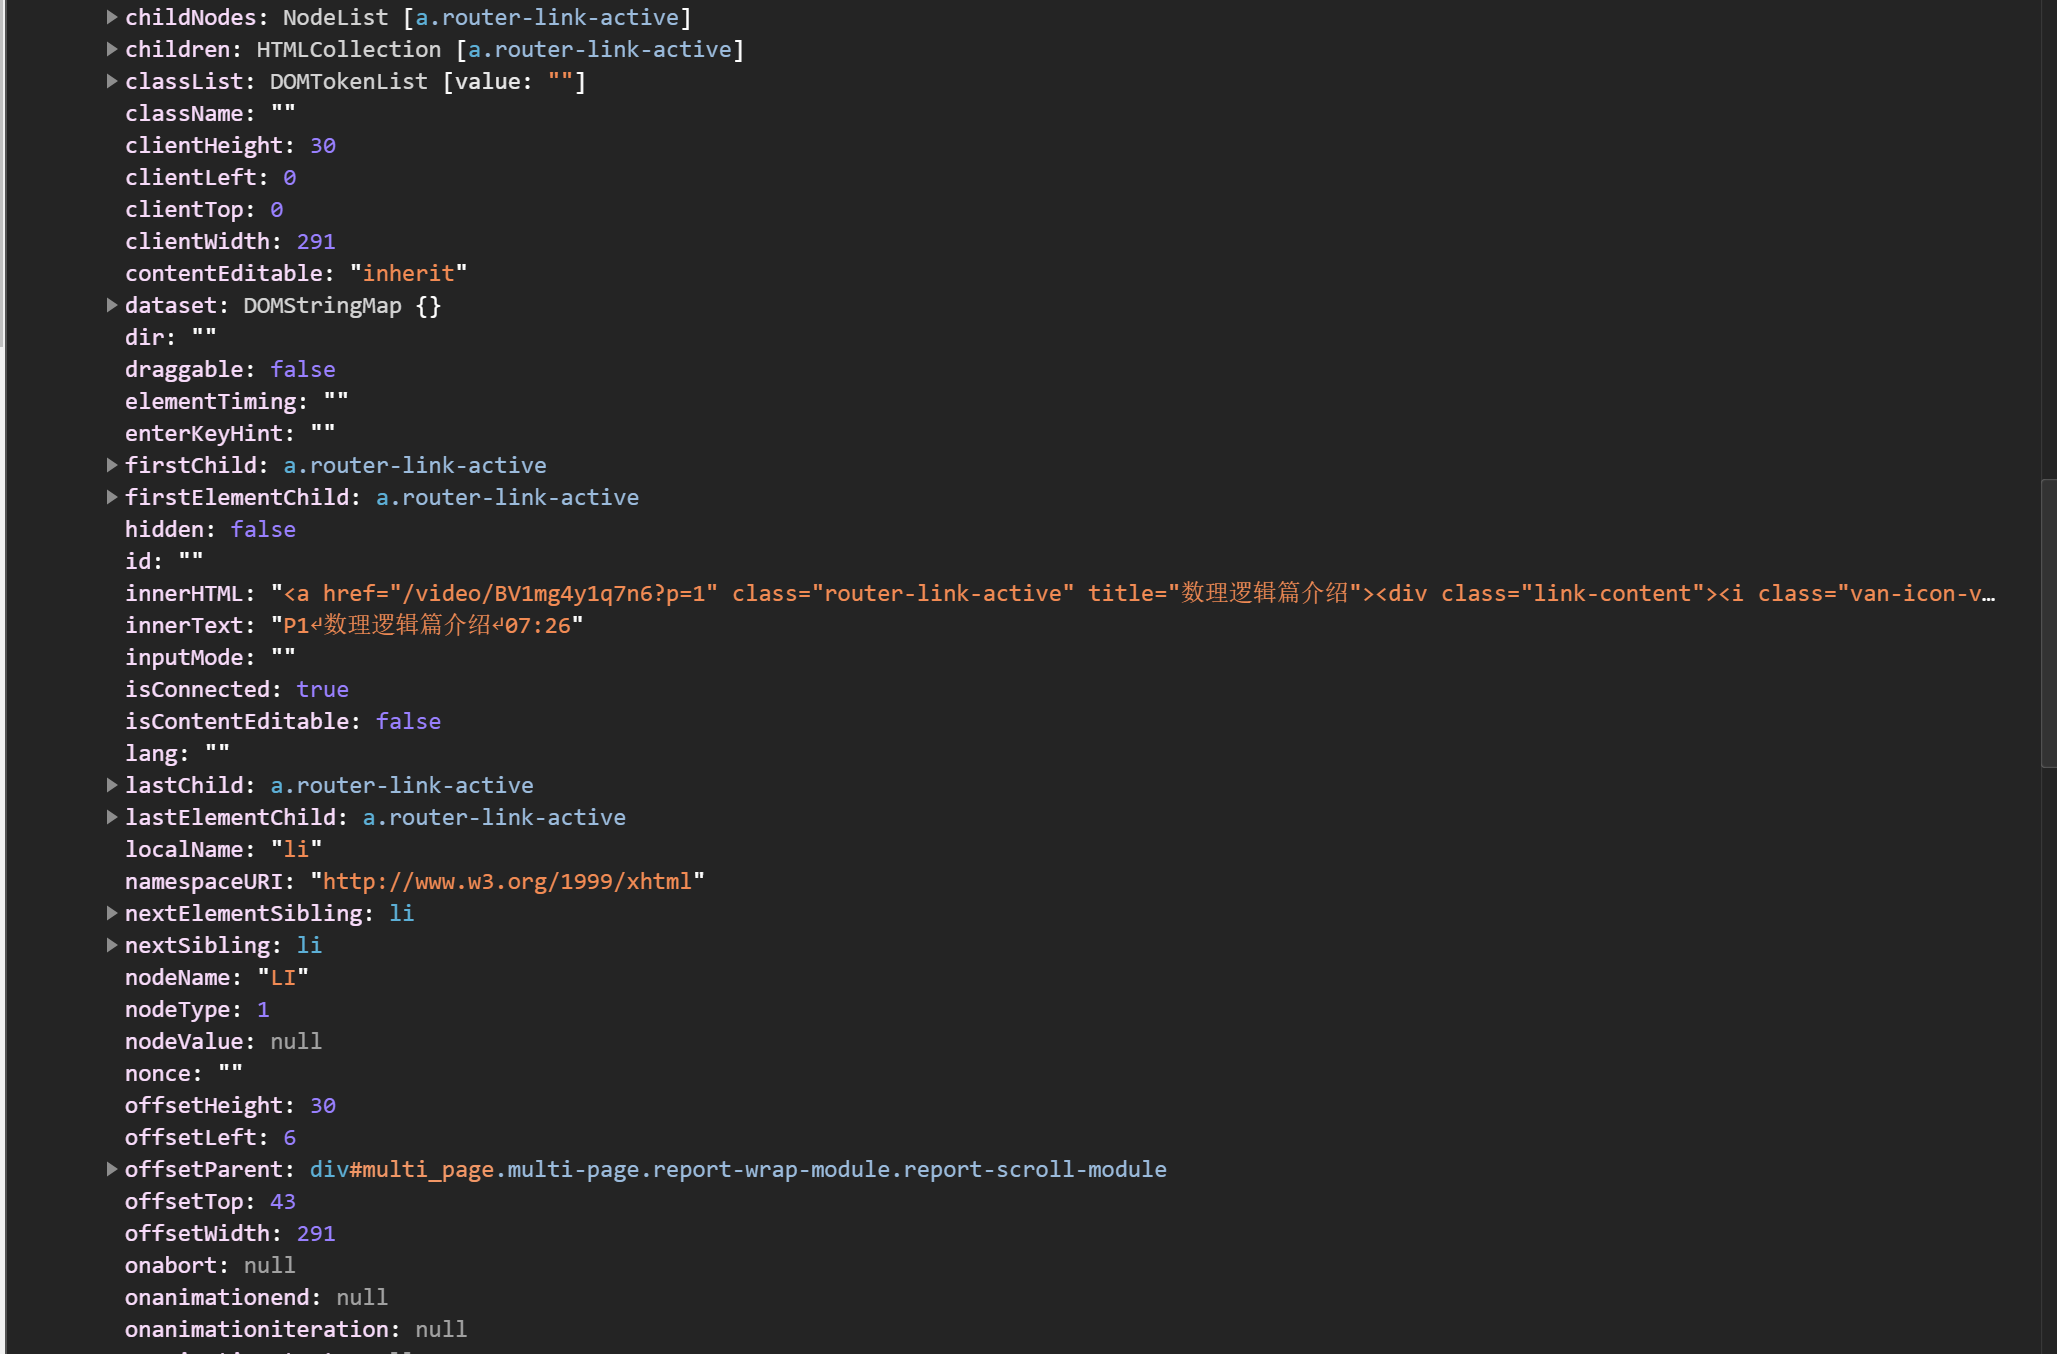 childNodes: NodeList [a.router-link-active]
children: HTMLCollection [a.router-link-active]
classList: DOMTokenList [value: ""]
className: ""
clientHeight: 30
clientLeft: 0
clientTop: 0
clientWidth: 291
contentEditable: "inherit"
dataset: DOMStringMap {}
dir: ""
draggable: false
elementTiming: ""
enterKeyHint: ""
firstChild: a.router-link-active
firstElementChild: a.router-link-active
hidden: false
id: ""
innerHTML: "<a href="/video/BV1mg4y1q7n6?p=1" class="router-link-active" title="数理逻辑篇介绍"><div class="link-content"><i class="van-icon-v…
innerText: "P1↵数理逻辑篇介绍↵07:26"
inputMode: ""
isConnected: true
isContentEditable: false
lang: ""
lastChild: a.router-link-active
lastElementChild: a.router-link-active
localName: "li"
namespaceURI: "http://www.w3.org/1999/xhtml"
nextElementSibling: li
nextSibling: li
nodeName: "LI"
nodeType: 1
nodeValue: null
nonce: ""
offsetHeight: 30
offsetLeft: 6
offsetParent: div#multi_page.multi-page.report-wrap-module.report-scroll-module
offsetTop: 43
offsetWidth: 291
onabort: null
onanimationend: null
onanimationiteration: null